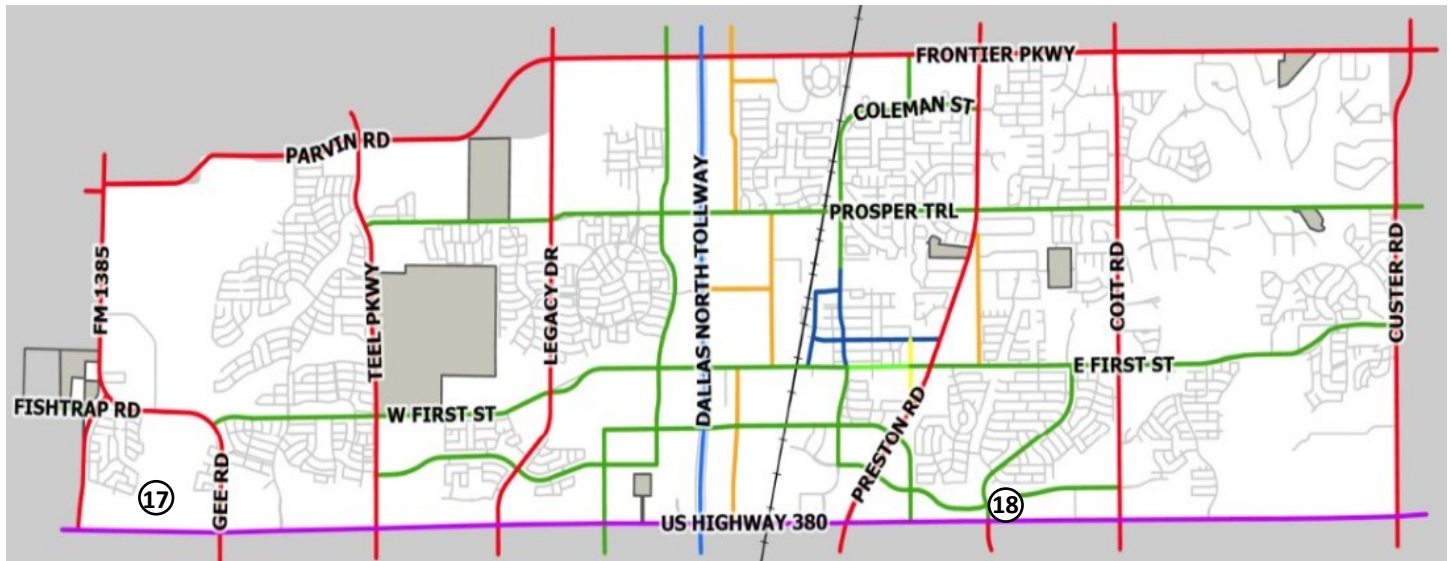 FRONTIER PKWY
COLEMAN ST
PARVIN RD
PROSPER TRL
DALLAS NORTH TOLLWAY
FM 1385
TEEL PKWY
LEGACY DR
COIT RD
CUSTER RD
E FIRST ST
FISHTRAP RD
W FIRST ST
PRESTON RD
GEE RD
17
18
US HIGHWAY 380